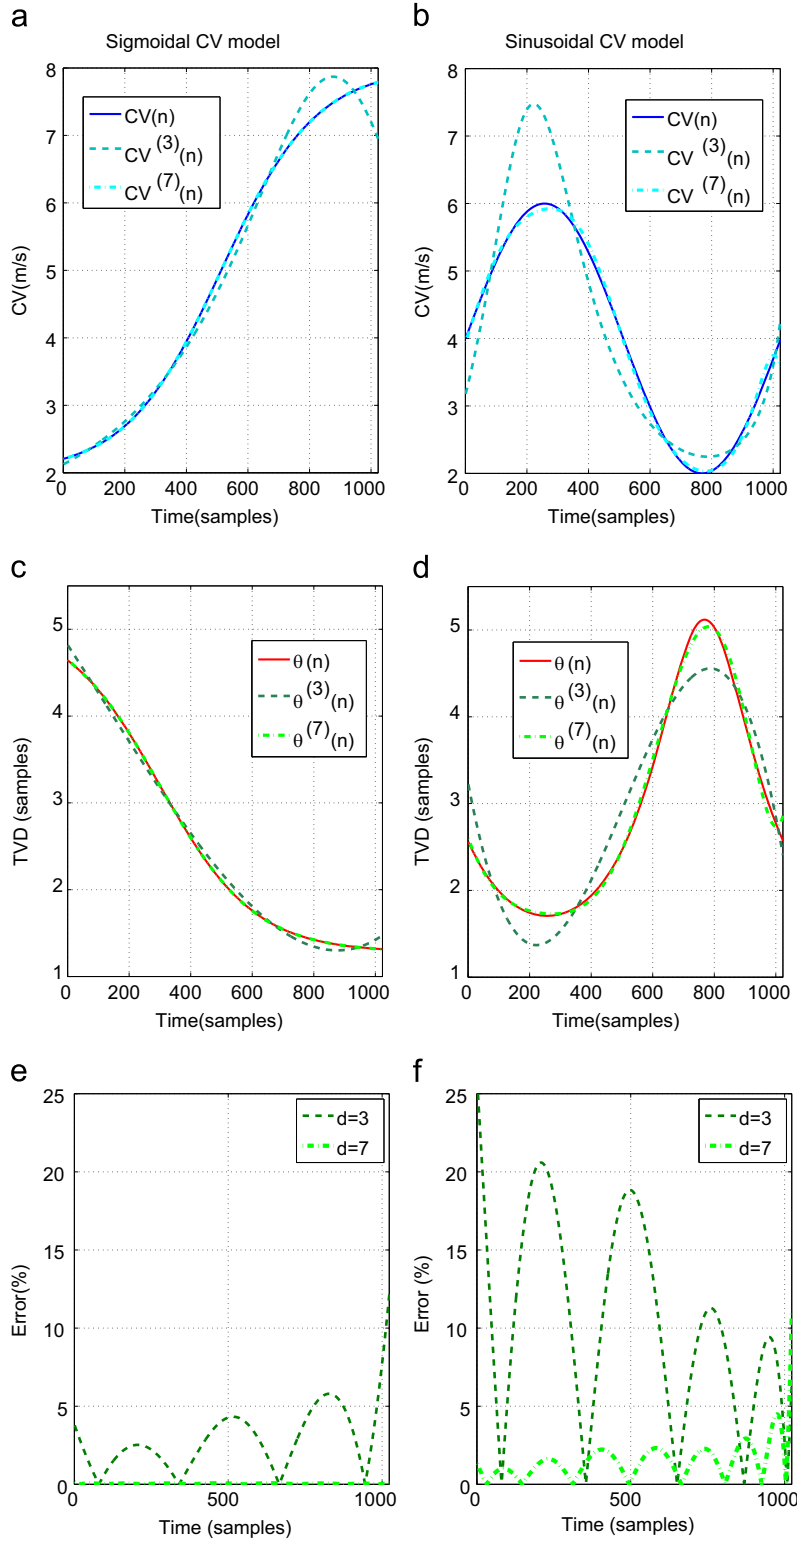 a
Sigmoidal CV model
8
7
6
5
4
3
2
CV(m/s)
CV(n)
CV (3)(n)
CV (7)(n)
0 200 400 600 800 1000
Time(samples)
b
Sinusoidal CV model
8
7
6
5
4
3
2
CV(m/s)
CV(n)
CV (3)(n)
CV (7)(n)
0 200 400 600 800 1000
Time(samples)
c
5
4
3
2
1
TVD (samples)
θ(n)
θ(3)(n)
θ(7)(n)
0 200 400 600 800 1000
Time(samples)
d
5
4
3
2
1
TVD (samples)
θ(n)
θ(3)(n)
θ(7)(n)
0 200 400 600 800 1000
Time(samples)
e
25
20
15
10
5
0
Error(%)
d=3
d=7
0 500 1000
Time (samples)
f
25
20
15
10
5
0
Error (%)
d=3
d=7
0 500 1000
Time (samples)